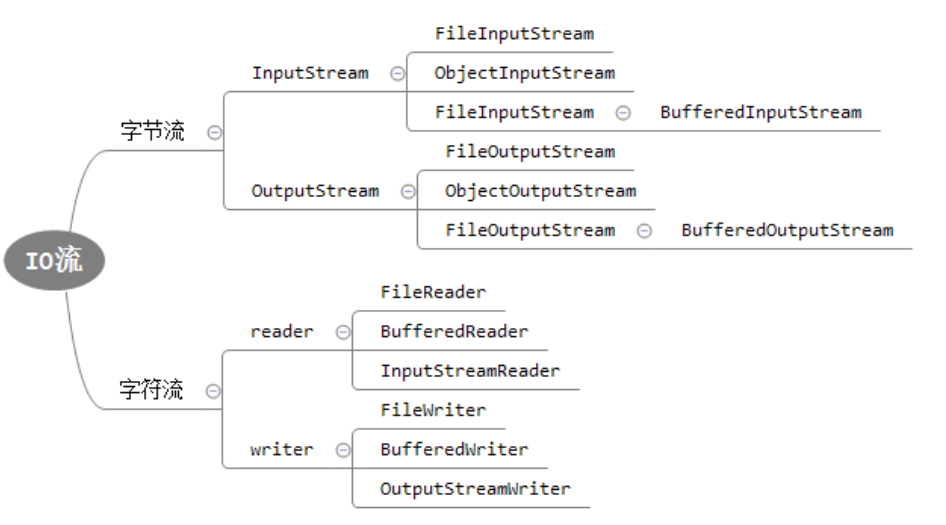 FileInputStream
InputStream
ObjectInputStream
FileInputStream
BufferedInputStream
字节流
FileOutputStream
OutputStream
ObjectOutputStream
FileOutputStream
BufferedOutputStream
IO流
FileReader
reader
BufferedReader
InputStreamReader
字符流
FileWriter
writer
BufferedWriter
OutputStreamWriter